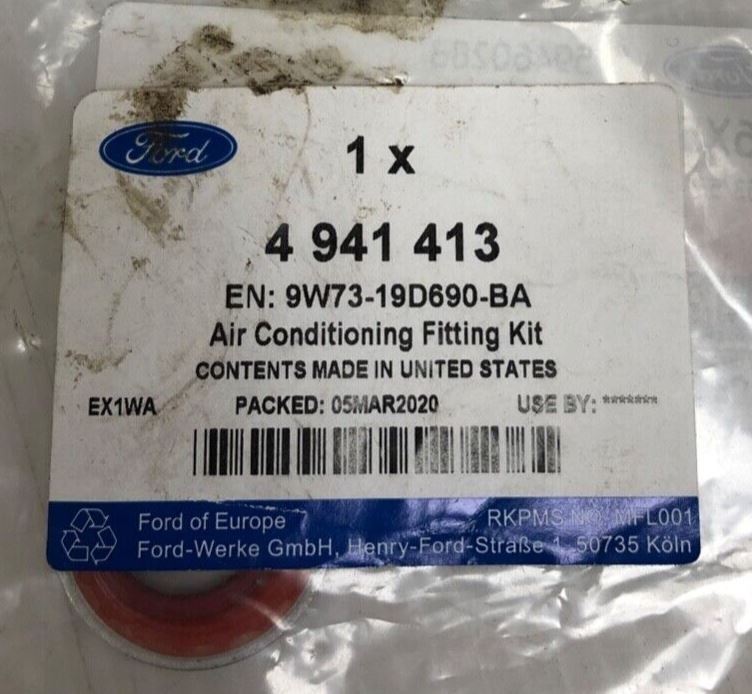 Ford
1 x
4 941 413
EN: 9W73-19D690-BA
Air Conditioning Fitting Kit
CONTENTS MADE IN UNITED STATES
EX1WA PACKED: 05MAR2020 USE BY: *******
Ford of Europe RKPMS NO. MFL001
Ford-Werke GmbH, Henry-Ford-Straße 1, 50735 Köln